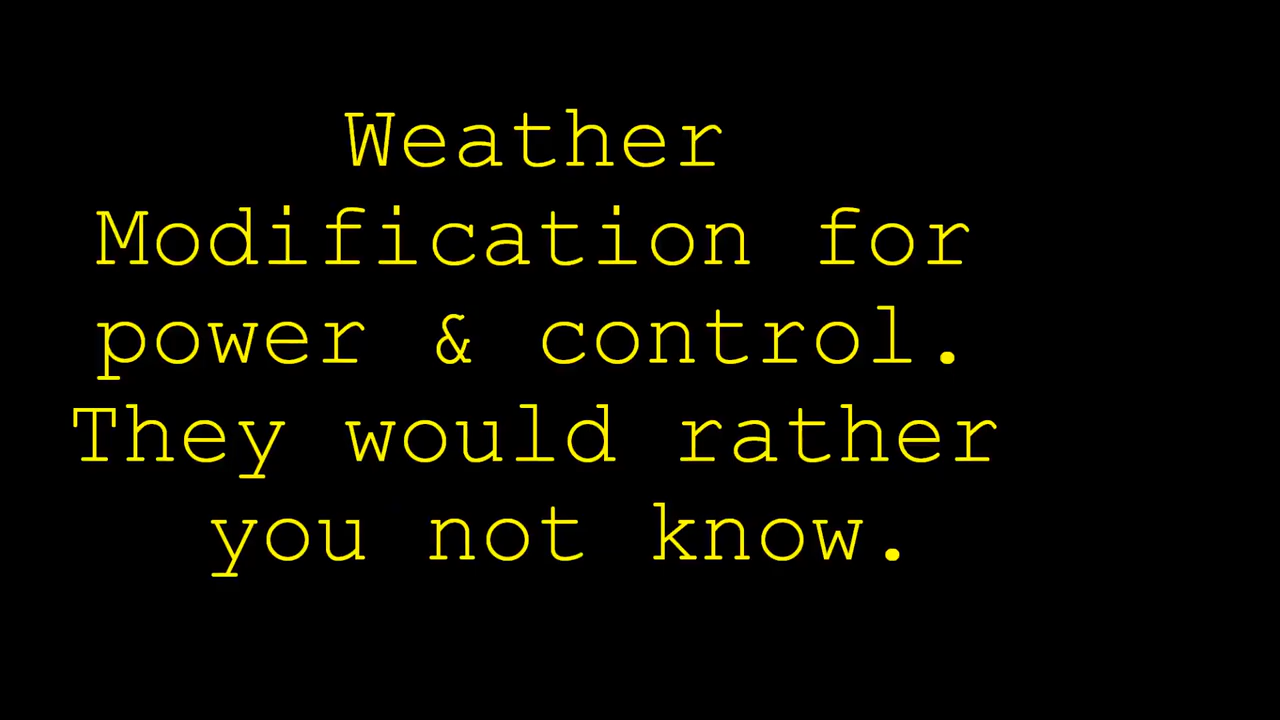 Weather
Modification for
power & control.
They would rather
you not know.